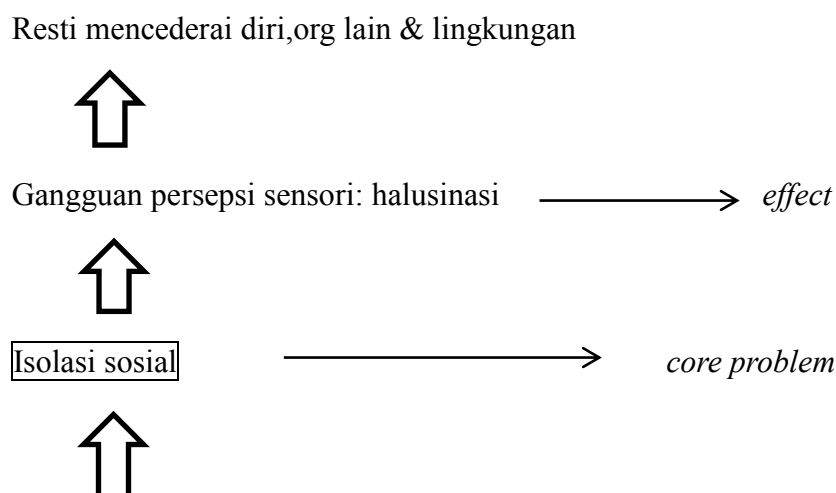 Resti mencederai diri,org lain & lingkungan
Gangguan persepsi sensori: halusinasi
effect
Isolasi sosial
core problem